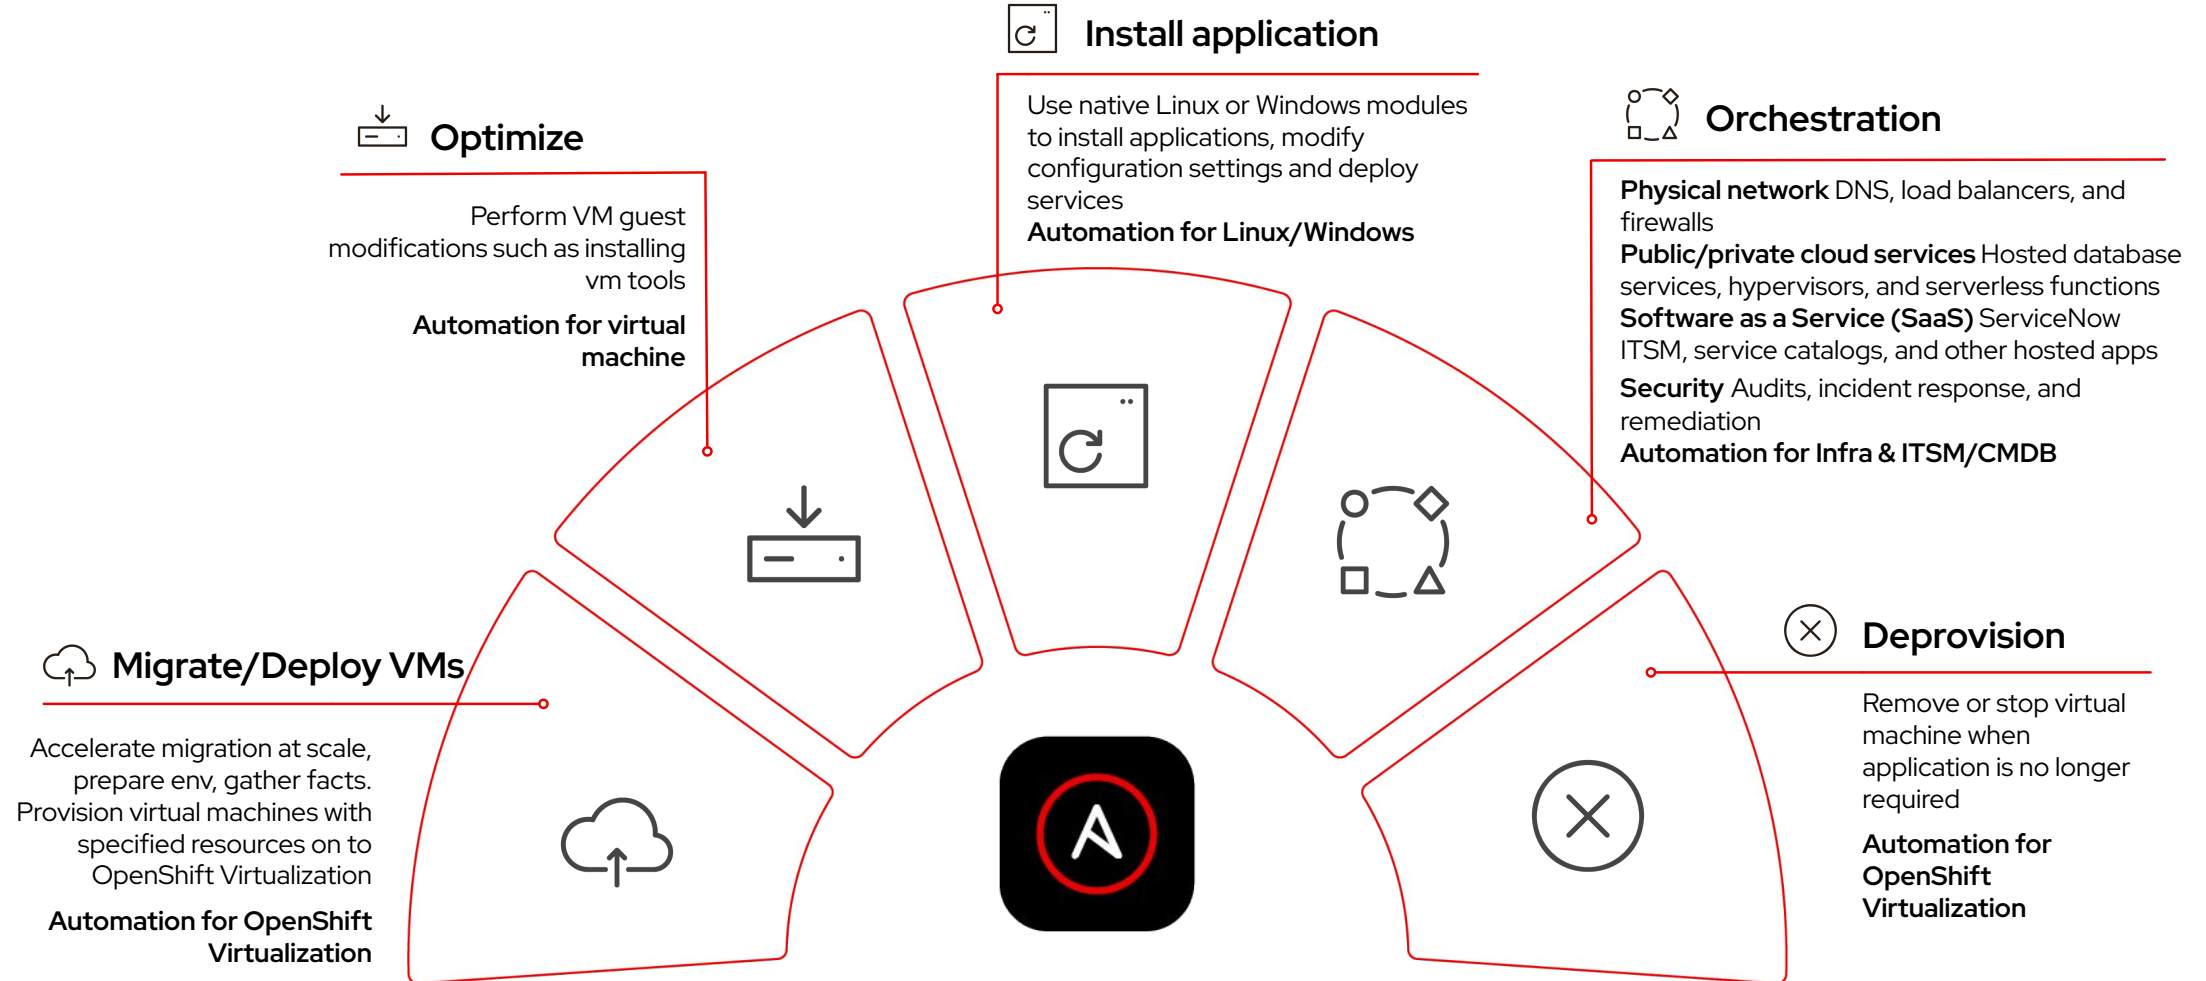 Migrate/Deploy VMs
Accelerate migration at scale,
prepare env, gather facts.
Provision virtual machines with
specified resources on to
OpenShift Virtualization
Automation for OpenShift
Virtualization
Optimize
Perform VM guest
modifications such as installing
vm tools
Automation for virtual
machine
Install application
Use native Linux or Windows modules
to install applications, modify
configuration settings and deploy
services
Automation for Linux/Windows
Orchestration
Physical network DNS, load balancers, and
firewalls
Public/private cloud services Hosted database
services, hypervisors, and serverless functions
Software as a Service (SaaS) ServiceNow
ITSM, service catalogs, and other hosted apps
Security Audits, incident response, and
remediation
Automation for Infra & ITSM/CMDB
Deprovision
Remove or stop virtual
machine when
application is no longer
required
Automation for
OpenShift
Virtualization